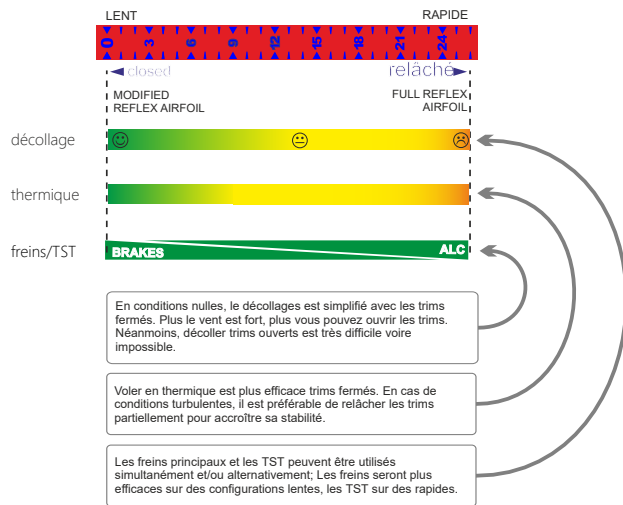 LENT RAPIDE
0 3 6 9 12 15 18 21 24
closed relâché
MODIFIED FULL REFLEX
REFLEX AIRFOIL AIRFOIL
décollage
thermique
freins/TST BRAKES ALC
En conditions nulles, le décollages est simplifié avec les trims
fermés. Plus le vent est fort, plus vous pouvez ouvrir les trims.
Néanmoins, décoller trims ouverts est très difficile voire
impossible.
Voler en thermique est plus efficace trims fermés. En cas de
conditions turbulentes, il est préférable de relâcher les trims
partiellement pour accroître sa stabilité.
Les freins principaux et les TST peuvent être utilisés
simultanément et/ou alternativement; Les freins seront plus
efficaces sur des configurations lentes, les TST sur des rapides.